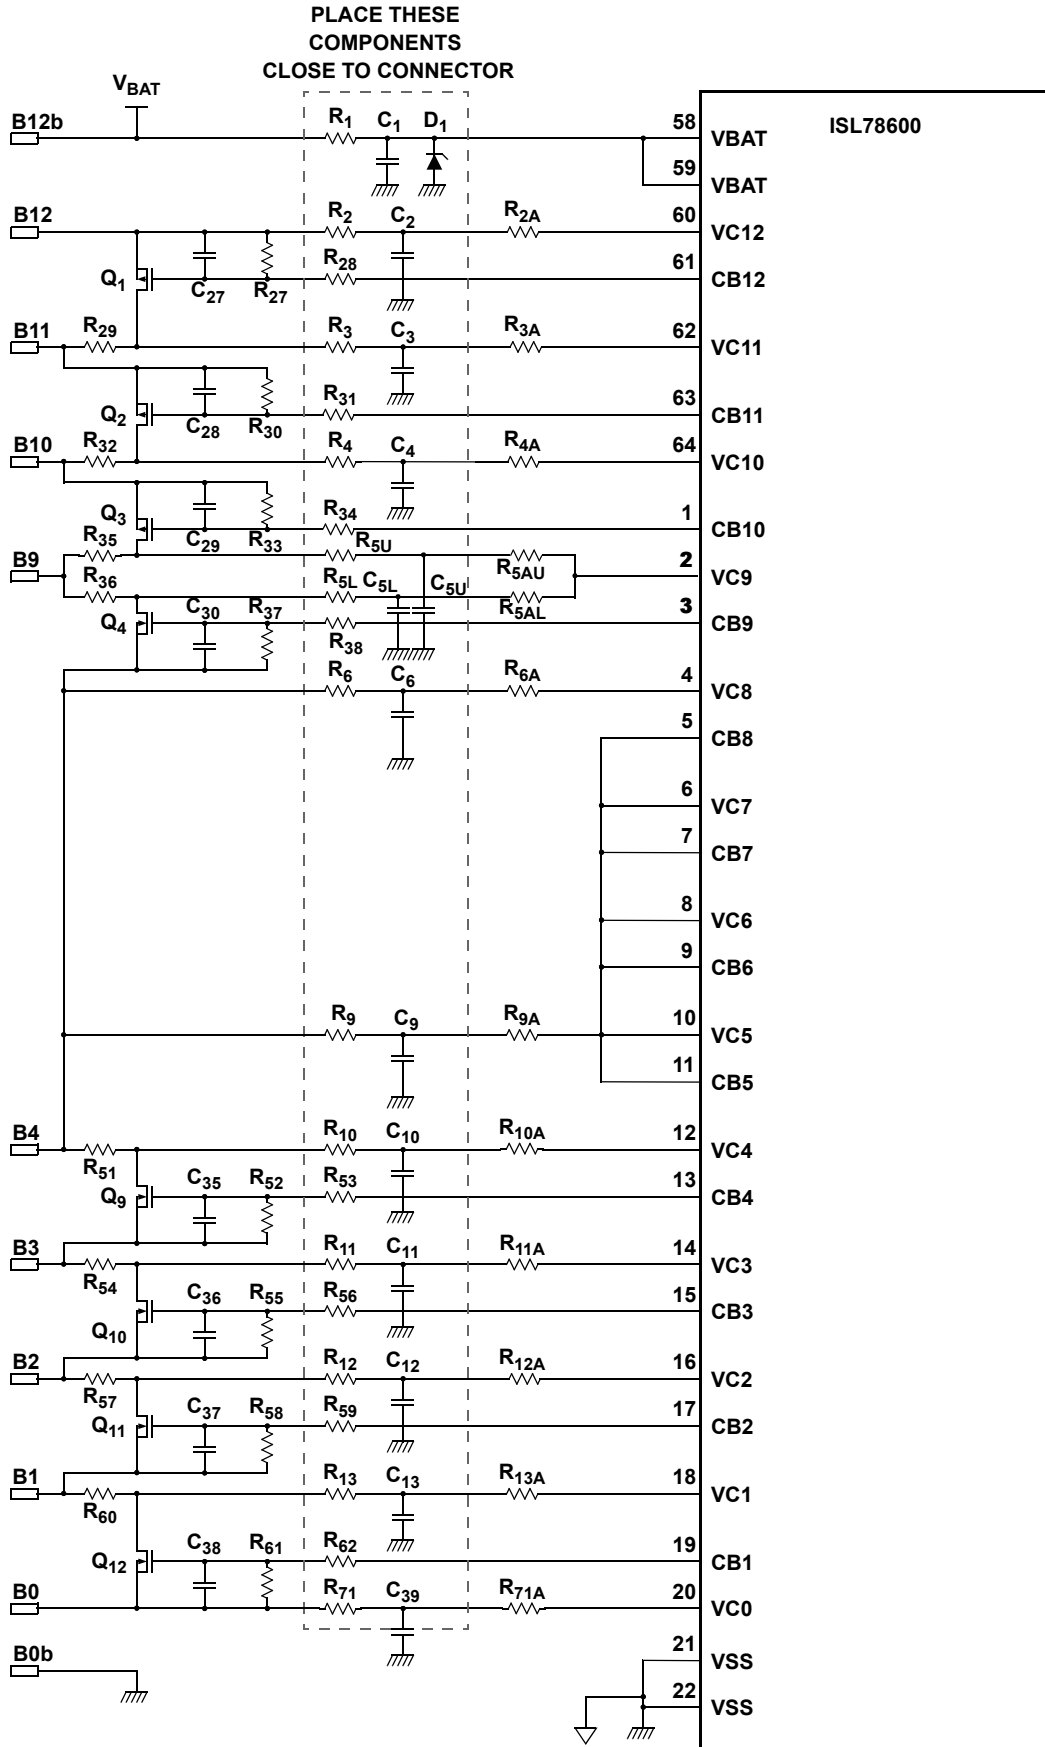 PLACE THESE
COMPONENTS
CLOSE TO CONNECTOR
VBAT
B12b R1 C1 D1 58 VBAT ISL78600
59 VBAT
B12 R2 C2 R2A 60 VC12
Q1 C27 R27 R28 61 CB12
B11 R29 R3 C3 R3A 62 VC11
Q2 C28 R30 R31 63 CB11
B10 R32 R4 C4 R4A 64 VC10
Q3 C29 R33 R34 1 CB10
B9 R35 R5U R5AU 2 VC9
R36 R5L C5L C5U R5AL
Q4 C30 R37 R38 3 CB9
R6 C6 R6A 4 VC8
5 CB8
6 VC7
7 CB7
8 VC6
9 CB6
R9 C9 R9A 10 VC5
11 CB5
B4 R51 R10 C10 R10A 12 VC4
Q9 C35 R52 R53 13 CB4
B3 R54 R11 C11 R11A 14 VC3
Q10 C36 R55 R56 15 CB3
B2 R57 R12 C12 R12A 16 VC2
Q11 C37 R58 R59 17 CB2
B1 R60 R13 C13 R13A 18 VC1
Q12 C38 R61 R62 19 CB1
B0 R71 C39 R71A 20 VC0
B0b 21 VSS
22 VSS